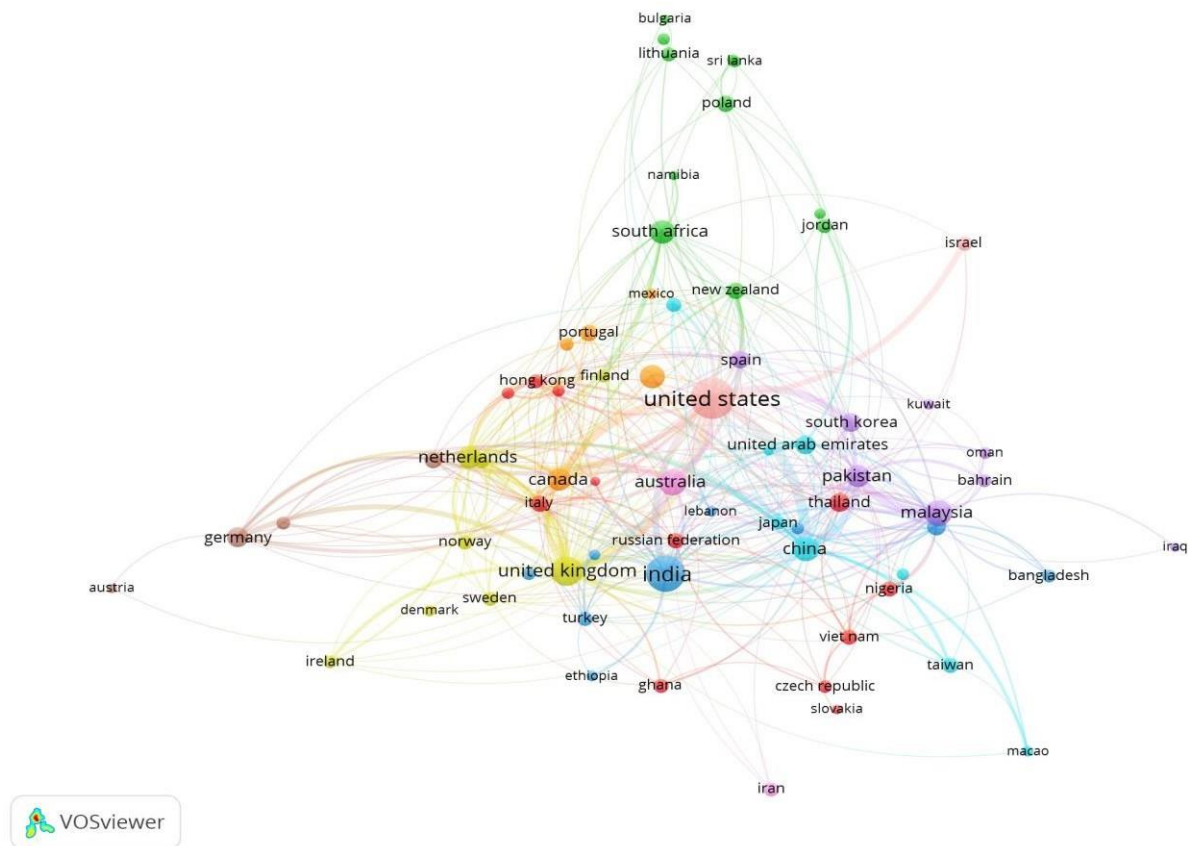 bulgaria
lithuania
sri lanka
poland
namibia
south africa
jordan
israel
mexico
new zealand
portugal
spain
hong kong
finland
united states
kuwait
south korea
united arab emirates
oman
netherlands
pakistan
bahrain
canada
australia
italy
thailand
lebanon
malaysia
japan
germany
norway
russian federation
china
iraq
united kingdom
india
bangladesh
austria
nigeria
sweden
denmark
turkey
viet nam
ireland
taiwan
ethiopia
ghana
czech republic
slovakia
macao
iran
VOSviewer